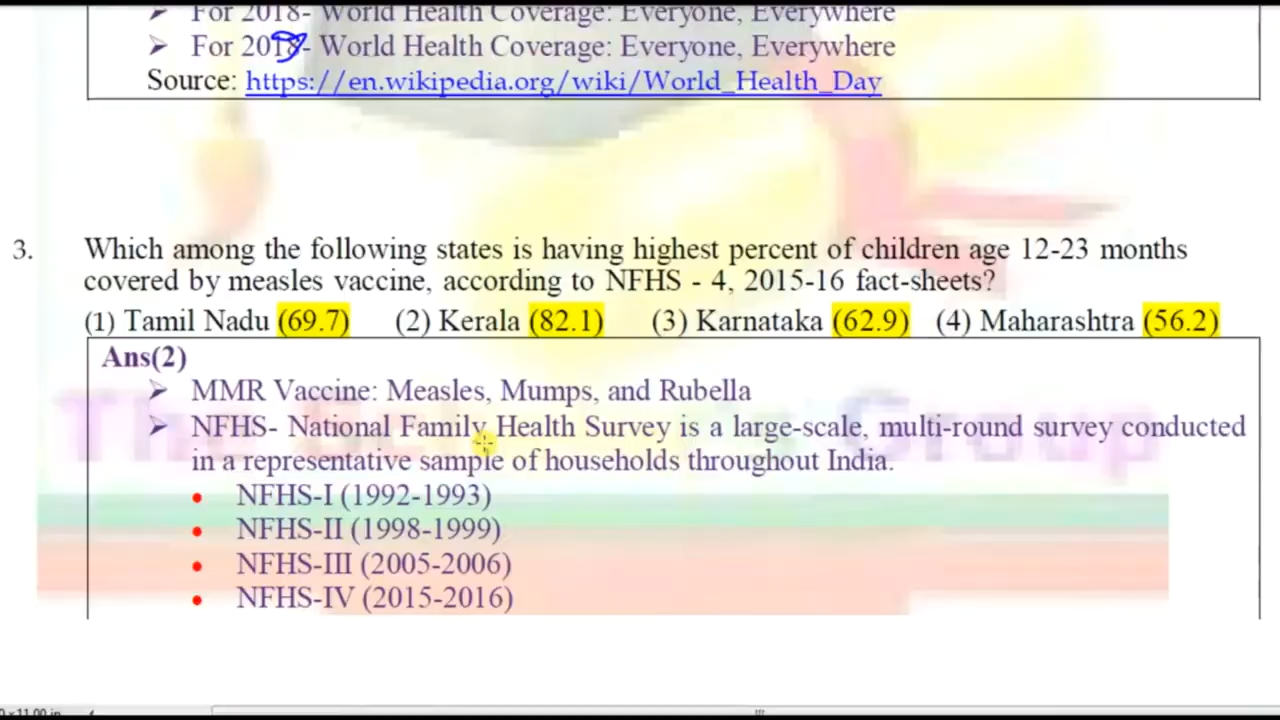 ➢ For 2018- World Health Coverage: Everyone, Everywhere
➢ For 2018- World Health Coverage: Everyone, Everywhere
Source: https://en.wikipedia.org/wiki/World_Health_Day
3. Which among the following states is having highest percent of children age 12-23 months
covered by measles vaccine, according to NFHS - 4, 2015-16 fact-sheets?
(1) Tamil Nadu (69.7) (2) Kerala (82.1) (3) Karnataka (62.9) (4) Maharashtra (56.2)
Ans(2)
➢ MMR Vaccine: Measles, Mumps, and Rubella
➢ NFHS- National Family Health Survey is a large-scale, multi-round survey conducted
in a representative sample of households throughout India.
• NFHS-I (1992-1993)
• NFHS-II (1998-1999)
• NFHS-III (2005-2006)
• NFHS-IV (2015-2016)